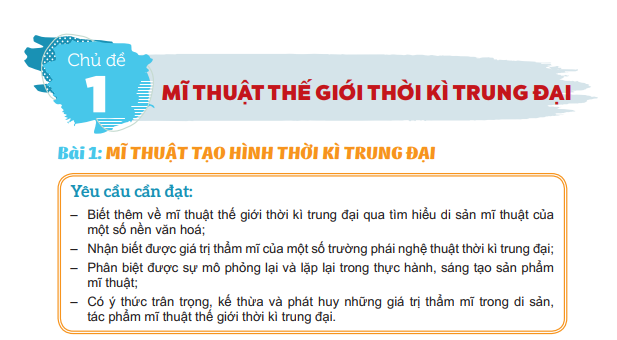 Chủ đề
1
MĨ THUẬT THẾ GIỚI THỜI KÌ TRUNG ĐẠI
Bài 1: MĨ THUẬT TẠO HÌNH THỜI KÌ TRUNG ĐẠI
Yêu cầu cần đạt:
– Biết thêm về mĩ thuật thế giới thời kì trung đại qua tìm hiểu di sản mĩ thuật của
một số nền văn hoá;
– Nhận biết được giá trị thẩm mĩ của một số trường phái nghệ thuật thời kì trung đại;
– Phân biệt được sự mô phỏng lại và lặp lại trong thực hành, sáng tạo sản phẩm
mĩ thuật;
– Có ý thức trân trọng, kế thừa và phát huy những giá trị thẩm mĩ trong di sản,
tác phẩm mĩ thuật thế giới thời kì trung đại.